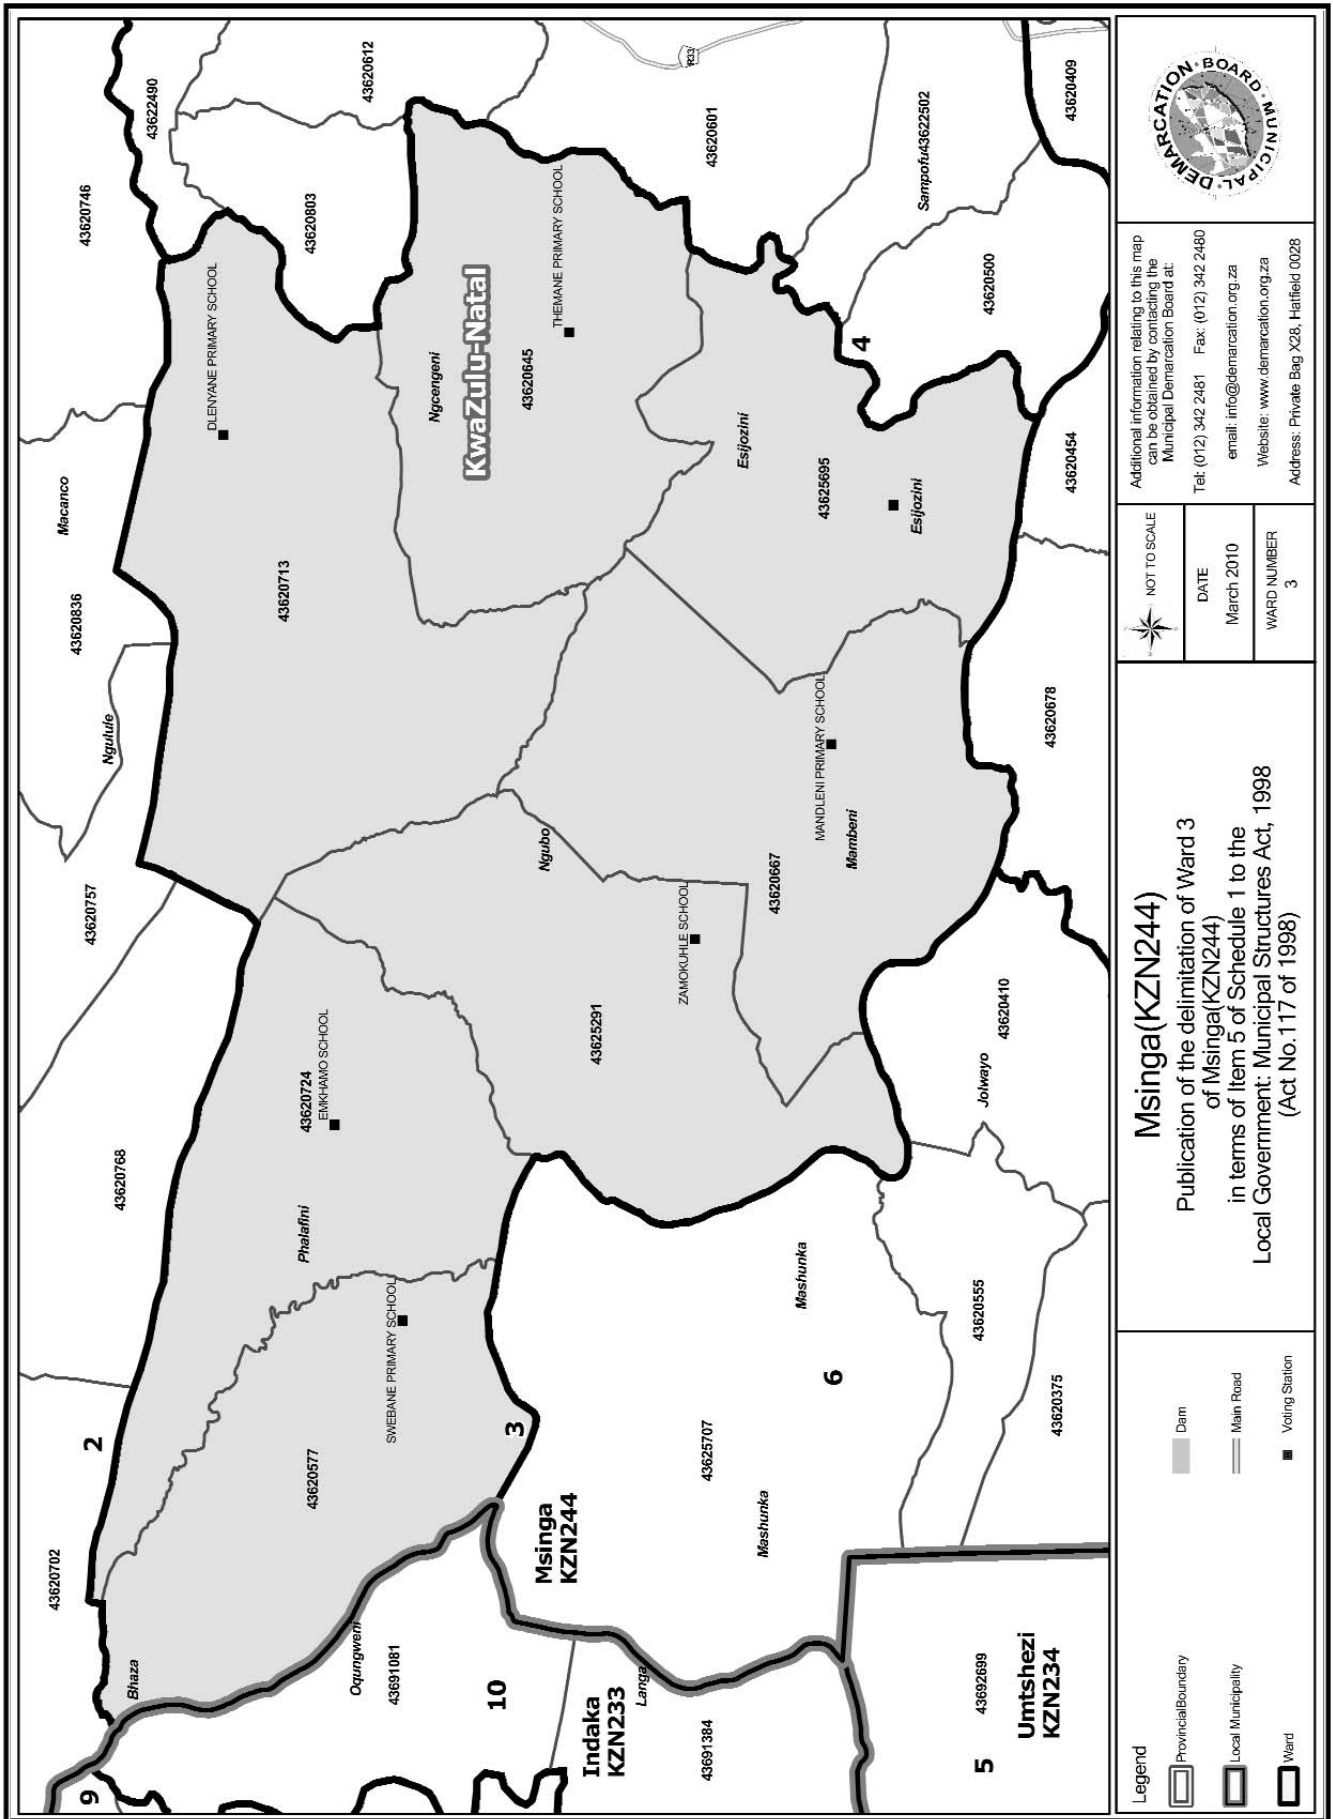 43620702
2
43620768
43620757
Ngulule
43620836
Macanco
43620746
43622490
43620612
9
Bhaza
43620577
Phalafini
43620724
EMKHAMO SCHOOL
43620713
DLENYANE PRIMARY SCHOOL
43620803
Oqungweni
43691081
SWEBANE PRIMARY SCHOOL
Ngcengeni
KwaZulu-Natal
43620645
THEMANE PRIMARY SCHOOL
R33
10
3
Msinga
KZN244
Ngubo
43625291
ZAMOKUHLE SCHOOL
43620601
Indaka
KZN233
Langa
43691384
43625707
Mashunka
Mashunka
6
43620667
MANDLENI PRIMARY SCHOOL
Mambeni
Esijozini
43625695
Esijozini
4
Sampofu43622502
43620500
5
43692699
Umtshezi
KZN234
43620555
43620375
Jolwayo
43620410
43620678
43620454
43620409
Legend
ProvincialBoundary
Local Municipality
Ward
Dam
Main Road
Voting Station
Msinga(KZN244)
Publication of the delimitation of Ward 3
of Msinga(KZN244)
in terms of Item 5 of Schedule 1 to the
Local Government: Municipal Structures Act, 1998
(Act No.117 of 1998)
NOT TO SCALE
DATE
March 2010
WARD NUMBER
3
Additional information relating to this map
can be obtained by contacting the
Municipal Demarcation Board at:
Tel: (012) 342 2481 Fax: (012) 342 2480
email: info@demarcation.org.za
Website: www.demarcation.org.za
Address: Private Bag X28, Hatfield 0028
MUNICIPAL • DEMARCATION • BOARD •